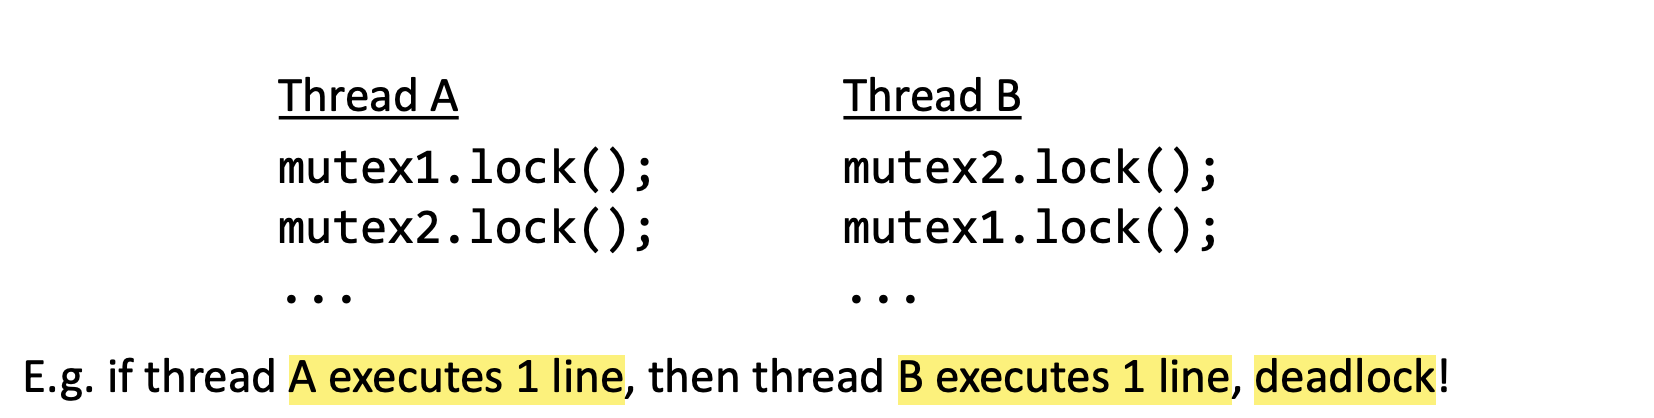 Thread A
Thread B
mutex1.lock();
mutex2.lock();
mutex2.lock();
mutex1.lock();
...
...
E.g. if thread A executes 1 line, then thread B executes 1 line, deadlock!